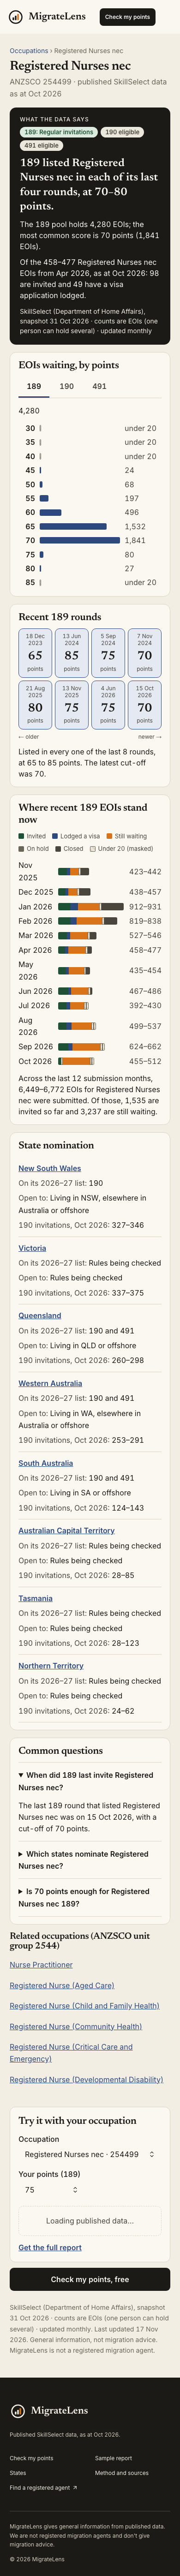 MigrateLens
Check my points
Occupations › Registered Nurses nec
Registered Nurses nec
ANZSCO 254499 · published SkillSelect data
as at Oct 2026
WHAT THE DATA SAYS
189: Regular invitations
190 eligible
491 eligible
189 listed Registered
Nurses nec in each of its last
four rounds, at 70–80
points.
The 189 pool holds 4,280 EOIs; the
most common score is 70 points (1,841
EOIs).
Of the 458–477 Registered Nurses nec
EOIs from Apr 2026, as at Oct 2026: 98
are invited and 49 have a visa
application lodged.
SkillSelect (Department of Home Affairs),
snapshot 31 Oct 2026 · counts are EOIs (one
person can hold several) · updated monthly
EOIs waiting, by points
189 190 491
4,280
30 under 20
35 under 20
40 under 20
45 24
50 68
55 197
60 496
65 1,532
70 1,841
75 80
80 27
85 under 20
Recent 189 rounds
18 Dec 2023 65 points
13 Jun 2024 85 points
5 Sep 2024 75 points
7 Nov 2024 70 points
21 Aug 2025 80 points
13 Nov 2025 75 points
4 Jun 2026 75 points
15 Oct 2026 70 points
← older newer →
Listed in every one of the last 8 rounds,
at 65 to 85 points. The latest cut-off
was 70.
Where recent 189 EOIs stand
now
Invited Lodged a visa Still waiting
On hold Closed Under 20 (masked)
Nov 2025 423–442
Dec 2025 438–457
Jan 2026 912–931
Feb 2026 819–838
Mar 2026 527–546
Apr 2026 458–477
May 2026 435–454
Jun 2026 467–486
Jul 2026 392–430
Aug 2026 499–537
Sep 2026 624–662
Oct 2026 455–512
Across the last 12 submission months,
6,449–6,772 EOIs for Registered Nurses
nec were submitted. Of those, 1,535 are
invited so far and 3,237 are still waiting.
State nomination
New South Wales
On its 2026–27 list: 190
Open to: Living in NSW, elsewhere in
Australia or offshore
190 invitations, Oct 2026: 327–346
Victoria
On its 2026–27 list: Rules being checked
Open to: Rules being checked
190 invitations, Oct 2026: 337–375
Queensland
On its 2026–27 list: 190 and 491
Open to: Living in QLD or offshore
190 invitations, Oct 2026: 260–298
Western Australia
On its 2026–27 list: 190 and 491
Open to: Living in WA, elsewhere in
Australia or offshore
190 invitations, Oct 2026: 253–291
South Australia
On its 2026–27 list: 190 and 491
Open to: Living in SA or offshore
190 invitations, Oct 2026: 124–143
Australian Capital Territory
On its 2026–27 list: Rules being checked
Open to: Rules being checked
190 invitations, Oct 2026: 28–85
Tasmania
On its 2026–27 list: Rules being checked
Open to: Rules being checked
190 invitations, Oct 2026: 28–123
Northern Territory
On its 2026–27 list: Rules being checked
Open to: Rules being checked
190 invitations, Oct 2026: 24–62
Common questions
▼ When did 189 last invite Registered
Nurses nec?
The last 189 round that listed Registered
Nurses nec was on 15 Oct 2026, with a
cut-off of 70 points.
▶ Which states nominate Registered
Nurses nec?
▶ Is 70 points enough for Registered
Nurses nec 189?
Related occupations (ANZSCO unit
group 2544)
Nurse Practitioner
Registered Nurse (Aged Care)
Registered Nurse (Child and Family Health)
Registered Nurse (Community Health)
Registered Nurse (Critical Care and
Emergency)
Registered Nurse (Developmental Disability)
Try it with your occupation
Occupation
Registered Nurses nec · 254499
Your points (189)
75
Loading published data…
Get the full report
Check my points, free
SkillSelect (Department of Home Affairs), snapshot
31 Oct 2026 · counts are EOIs (one person can hold
several) · updated monthly. Last updated 17 Nov
2026. General information, not migration advice.
MigrateLens is not a registered migration agent.
MigrateLens
Published SkillSelect data, as at Oct 2026.
Check my points Sample report
States Method and sources
Find a registered agent ↗
MigrateLens gives general information from published data.
We are not registered migration agents and don't give
migration advice.
© 2026 MigrateLens